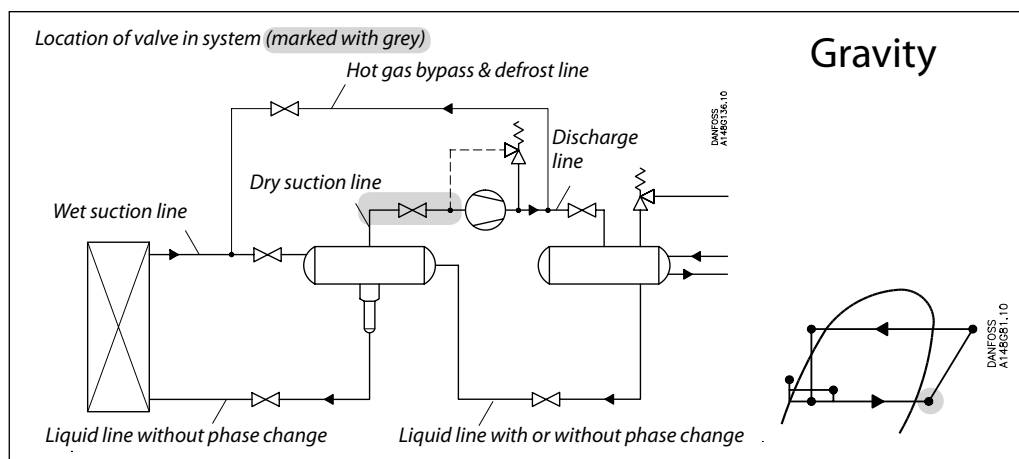 Location of valve in system (marked with grey)
Gravity
Hot gas bypass & defrost line
DANFOSS
A148G136.10
Discharge
line
Dry suction line
Wet suction line
DANFOSS
A148G81.10
Liquid line without phase change
Liquid line with or without phase change